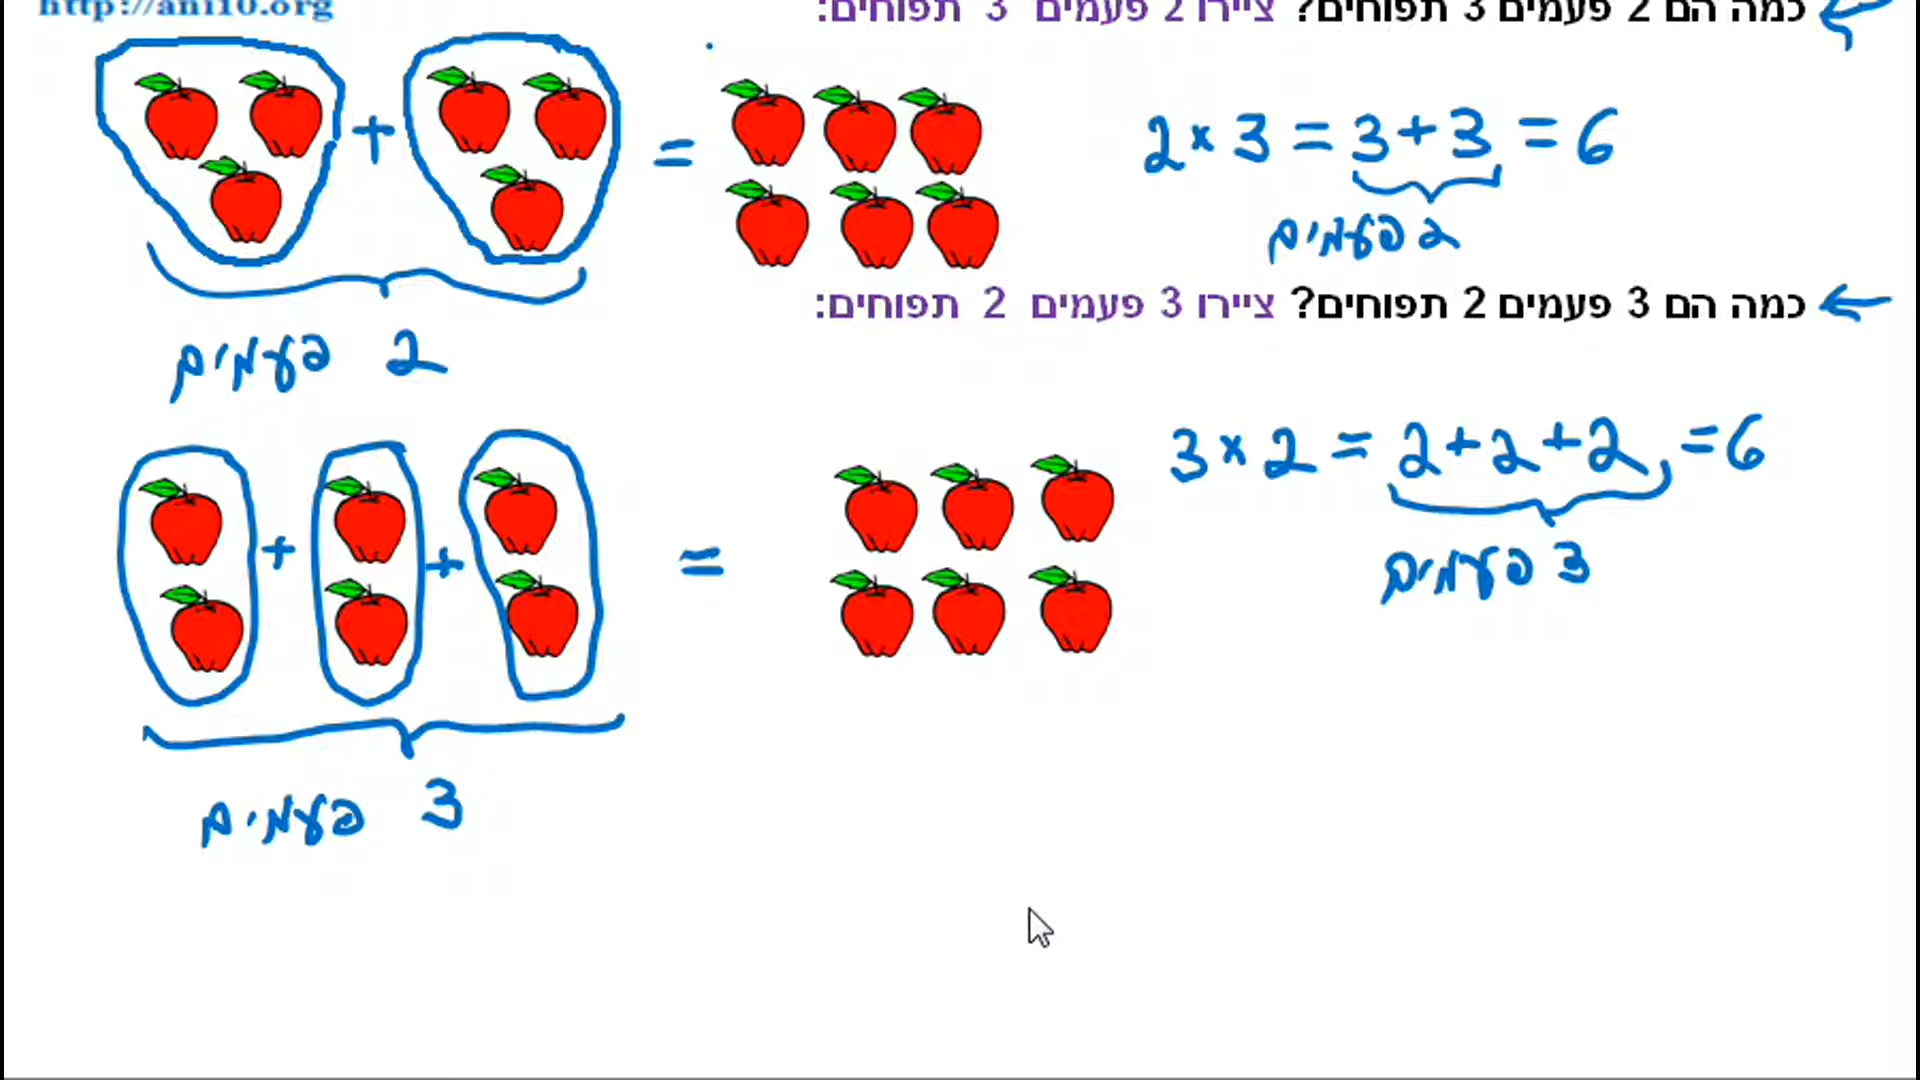 http://ani10.org
כמה הם 2 פעמים 3 תפוחים? ציירו 2 פעמים 3 תפוחים:
+ =
2 × 3 = 3 + 3 = 6
2 פעמים
2 פעמים
כמה הם 3 פעמים 2 תפוחים? ציירו 3 פעמים 2 תפוחים:
+ + =
3 × 2 = 2 + 2 + 2 = 6
3 פעמים
3 פעמים